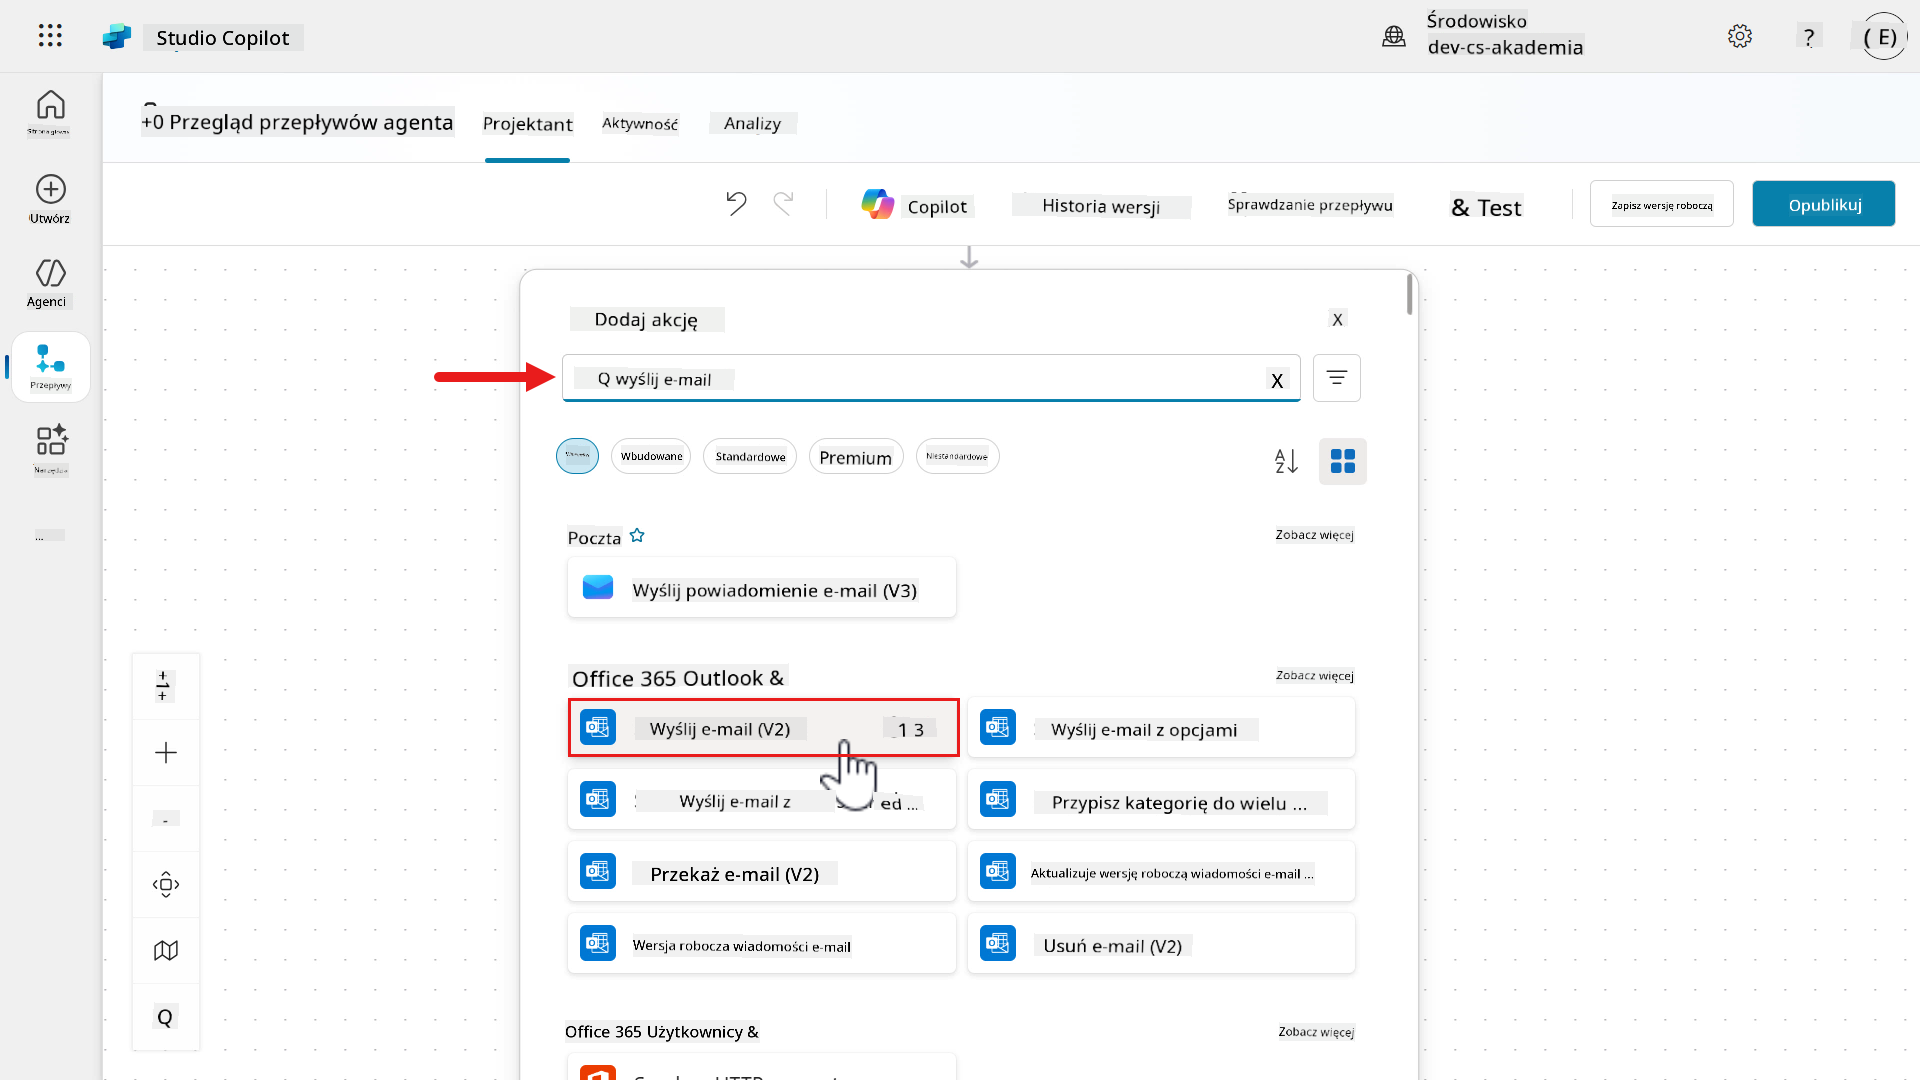 Studio Copilot
Środowisko
dev-cs-akademia
?
( E)
Strona główna
Utwórz
Agenci
Przepływy
Narzędzia
...
+0 Przegląd przepływów agenta
Projektant
Aktywność
Analizy
Copilot
Historia wersji
Sprawdzanie przepływu
& Test
Zapisz wersję roboczą
Opublikuj
Dodaj akcję
X
Q wyślij e-mail
X
Wbudowane
Standardowe
Premium
Niestandardowe
A
Z
Poczta
Zobacz więcej
Wyślij powiadomienie e-mail (V3)
Office 365 Outlook &
Zobacz więcej
Wyślij e-mail (V2)
1 3
Wyślij e-mail z opcjami
Wyślij e-mail z
ed ...
Przypisz kategorię do wielu ...
Przekaż e-mail (V2)
Aktualizuje wersję roboczą wiadomości e-mail ...
Wersja robocza wiadomości e-mail
Usuń e-mail (V2)
Q
Office 365 Użytkownicy &
Zobacz więcej